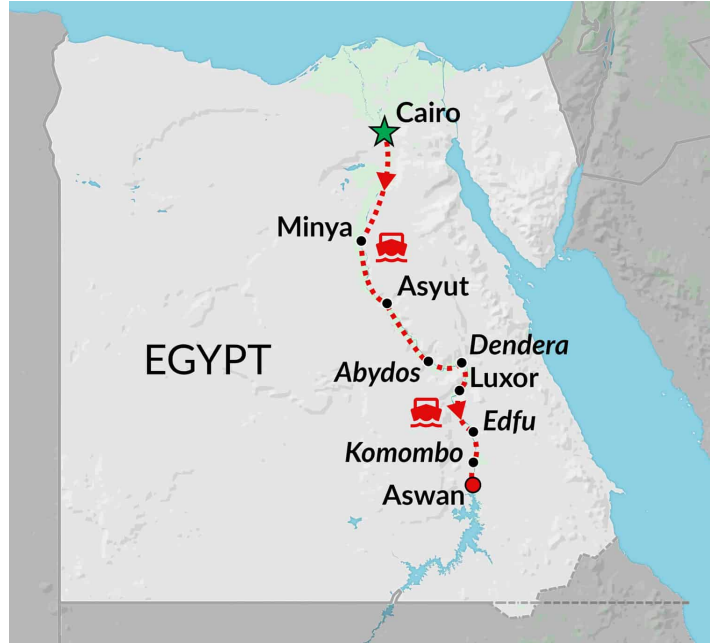 Cairo
Minya
Asyut
Dendera
EGYPT
Abydos
Luxor
Edfu
Komombo
Aswan